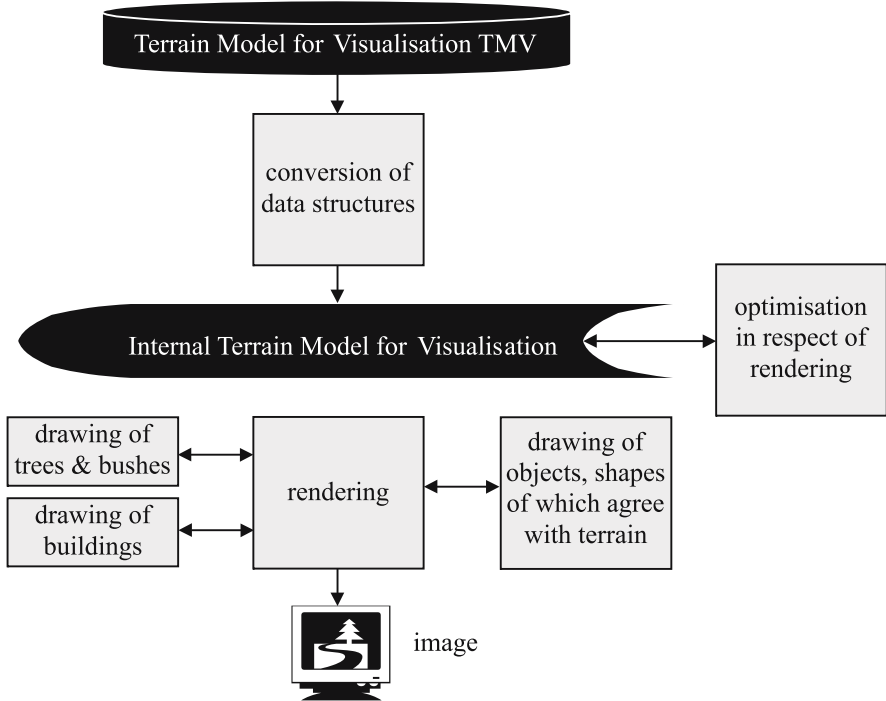 Terrain Model for Visualisation TMV
conversion of
data structures
Internal Terrain Model for Visualisation
optimisation
in respect of
rendering
drawing of
trees & bushes
drawing of
buildings
rendering
drawing of
objects, shapes
of which agree
with terrain
image